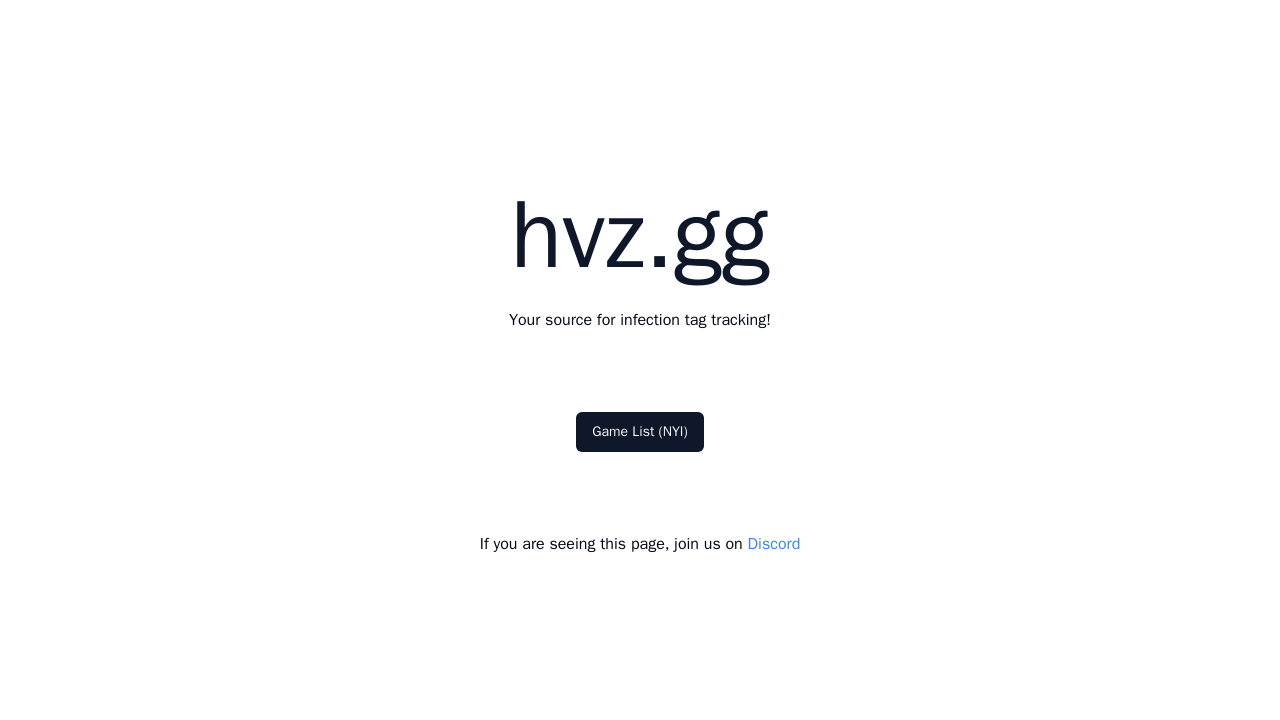 hvz.gg
Your source for infection tag tracking!
Game List (NYI)
If you are seeing this page, join us on Discord